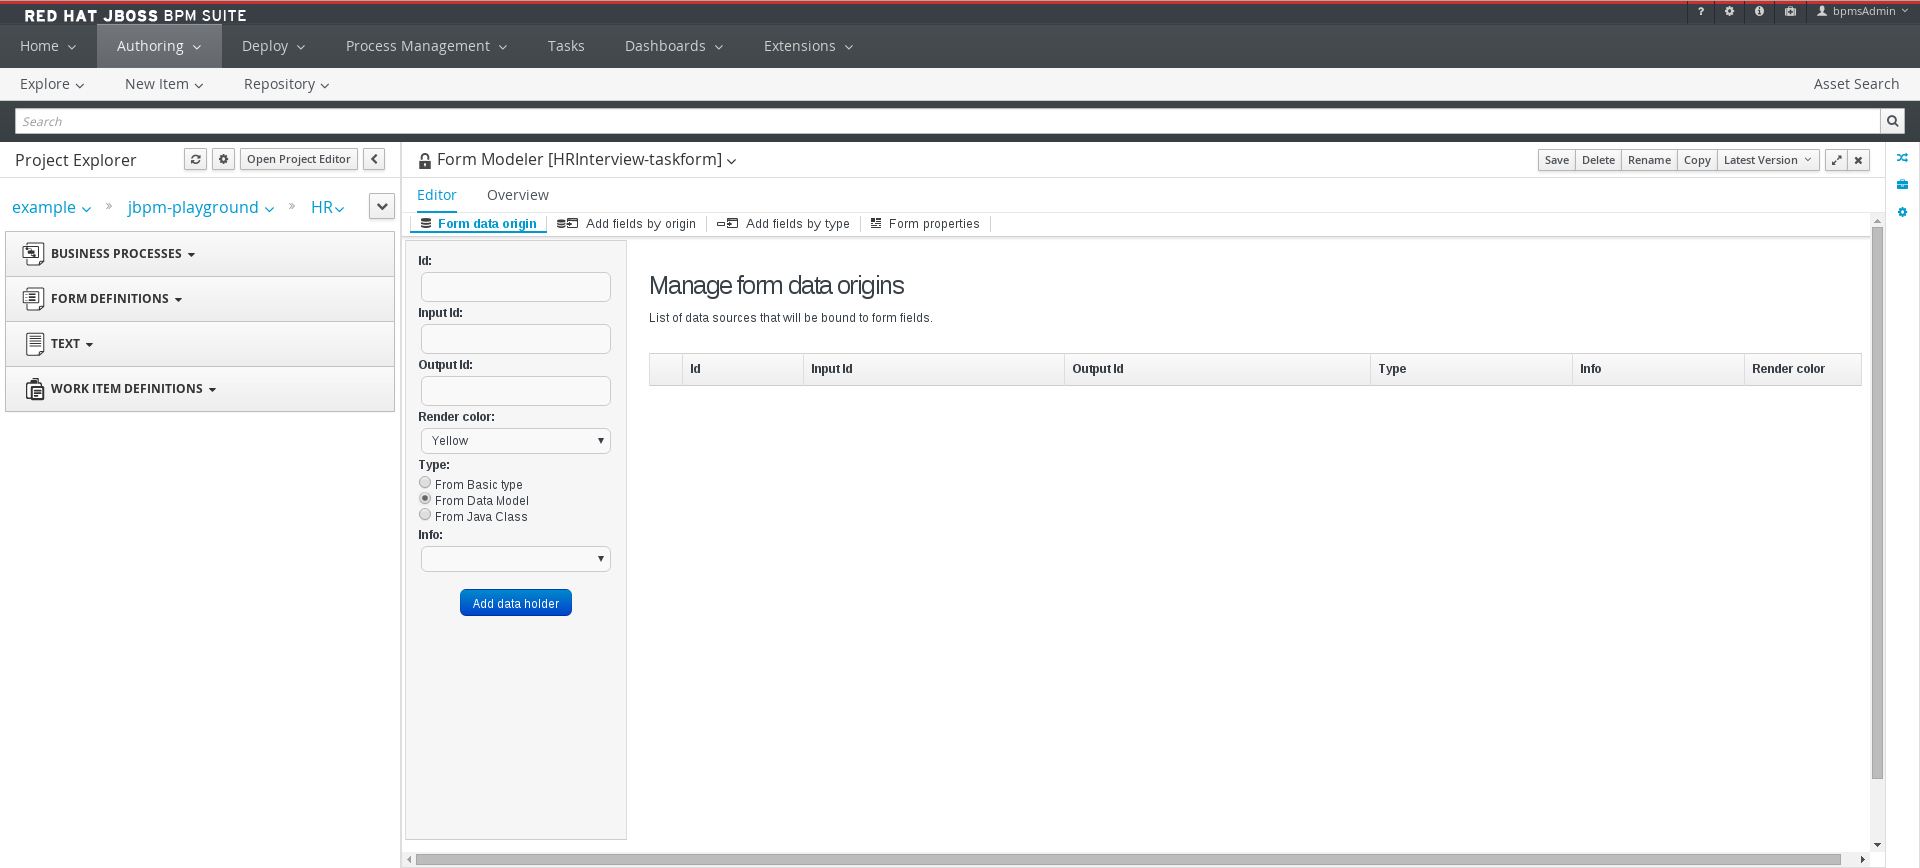 RED HAT JBOSS BPM SUITE
? bpmsAdmin
Home Authoring Deploy Process Management Tasks Dashboards Extensions
Explore New Item Repository Asset Search
Search
Project Explorer Open Project Editor
Form Modeler [HRInterview-taskform] Save Delete Rename Copy Latest Version
Editor Overview
example » jbpm-playground » HR
Form data origin Add fields by origin Add fields by type Form properties
BUSINESS PROCESSES
FORM DEFINITIONS
TEXT
WORK ITEM DEFINITIONS
Id:
Input Id:
Output Id:
Render color:
Yellow
Type:
From Basic type
From Data Model
From Java Class
Info:
Add data holder
Manage form data origins
List of data sources that will be bound to form fields.
Id Input Id Output Id Type Info Render color